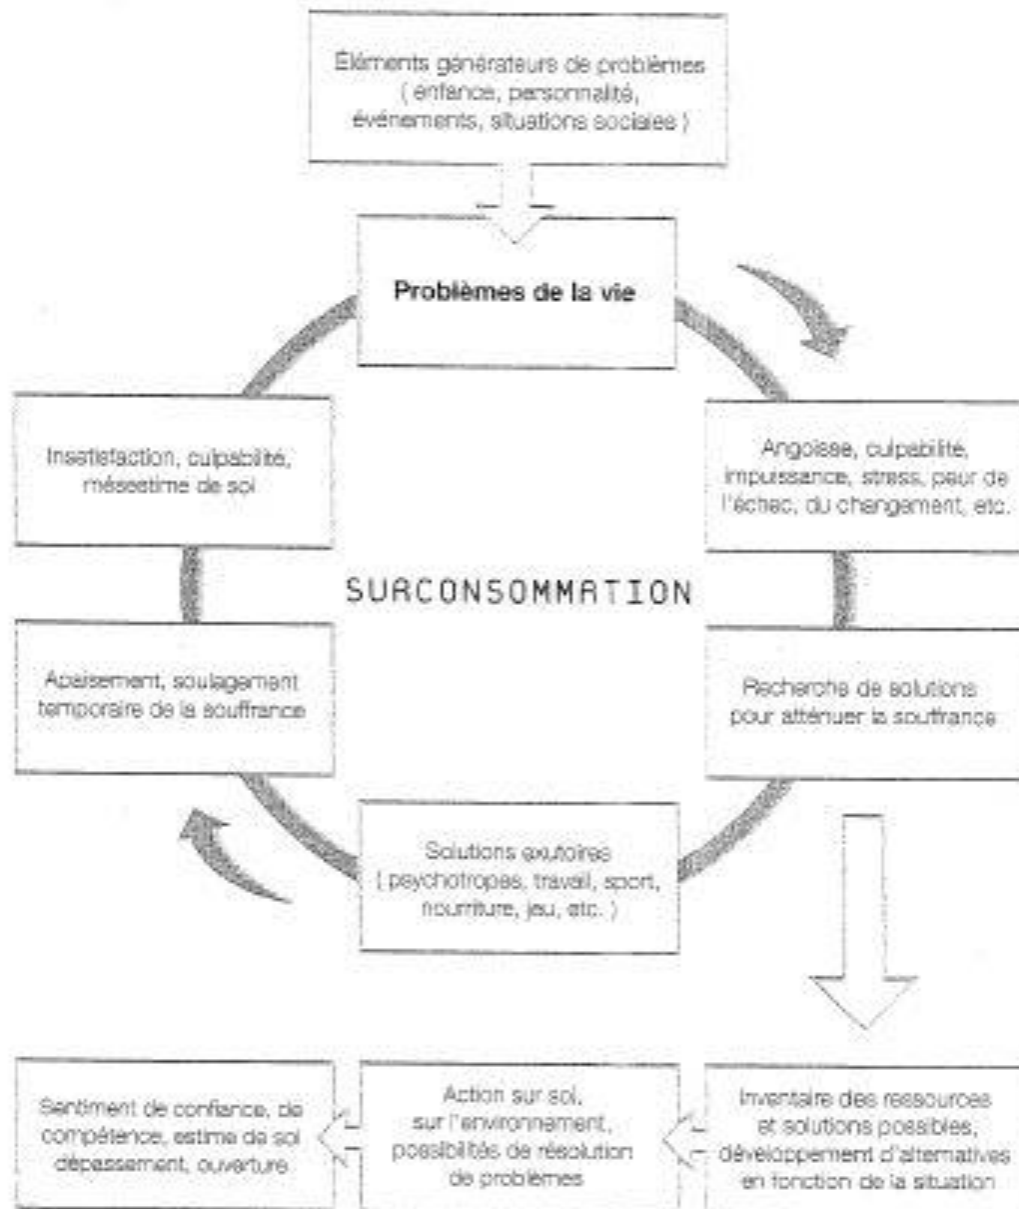 Éléments générateurs de problèmes
( enfance, personnalité,
événements, situations sociales )
Problèmes de la vie
Angoisse, culpabilité,
impuissance, stress, peur de
l'échec, du changement, etc.
Recherche de solutions
pour atténuer la souffrance
Solutions exutoires
( psychotropes, travail, sport,
nourriture, jeu, etc. )
Apaisement, soulagement
temporaire de la souffrance
Insatisfaction, culpabilité,
mésestime de soi
SURCONSOMMATION
Inventaire des ressources
et solutions possibles,
développement d'alternatives
en fonction de la situation
Action sur soi,
sur l'environnement,
possibilités de résolution
de problèmes
Sentiment de confiance, de
compétence, estime de soi
dépassement, ouverture